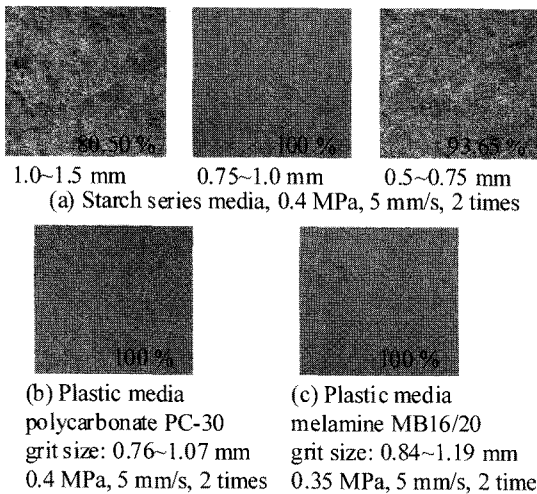 80.50 % 100 % 93.65 %
1.0~1.5 mm 0.75~1.0 mm 0.5~0.75 mm
(a) Starch series media, 0.4 MPa, 5 mm/s, 2 times
100 % 100 %
(b) Plastic media
polycarbonate PC-30
grit size: 0.76~1.07 mm
0.4 MPa, 5 mm/s, 2 times
(c) Plastic media
melamine MB16/20
grit size: 0.84~1.19 mm
0.35 MPa, 5 mm/s, 2 time